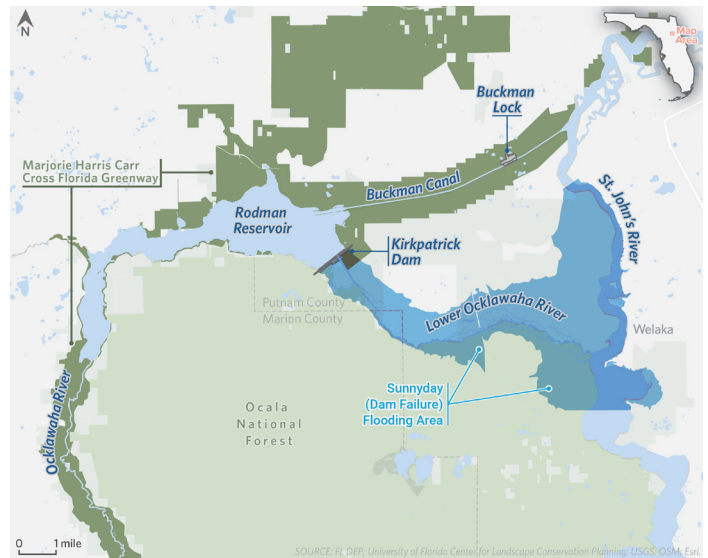 N
Map
Area
Buckman
Lock
Marjorie Harris Carr
Cross Florida Greenway
Buckman Canal
St. John's River
Rodman
Reservoir
Kirkpatrick
Dam
Putnam County
Marion County
Lower Ocklawaha River
Welaka
Sunnyday
(Dam Failure)
Flooding Area
Ocala
National
Forest
Ocklawaha River
0 1 mile
SOURCE: FL DEP; University of Florida Center for Landscape Conservation Planning; USGS; OSM; Esri.